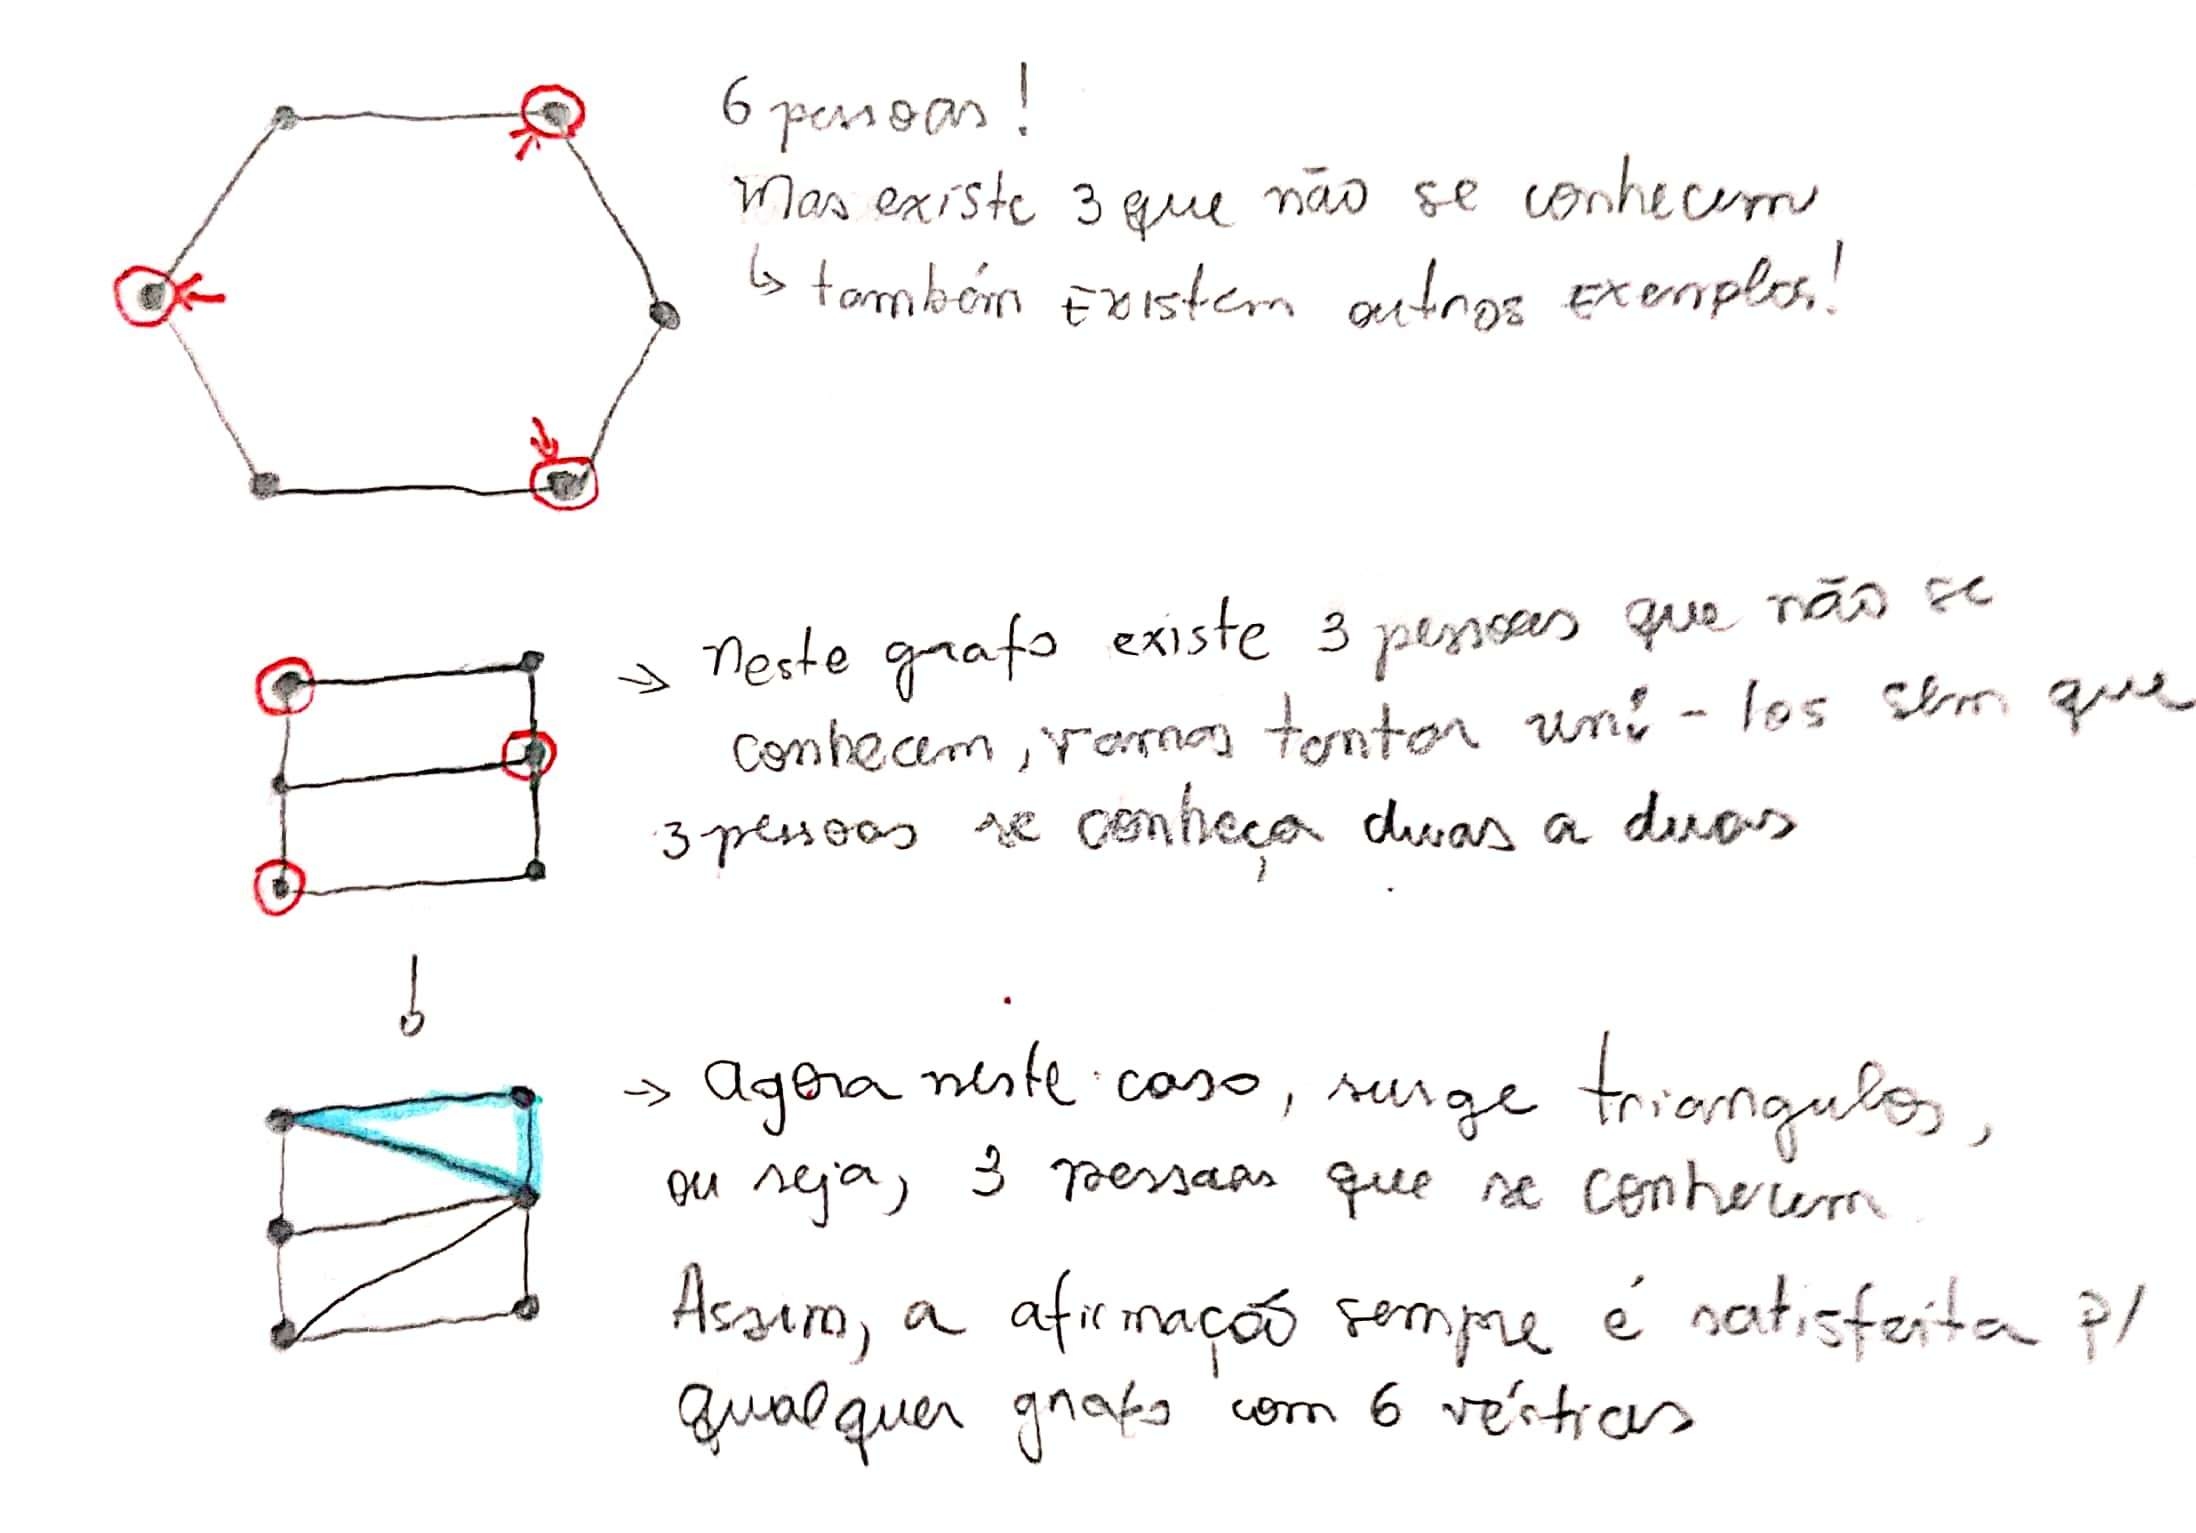 6 pessoas!
Mas existe 3 que não se conhecem
↳ também existem outros exemplos!
→ neste grafo existe 3 pessoas que não se
conhecem, vamos tentar uní-los sem que
3 pessoas se conheça duas a duas
→ agora neste caso, surge triangulos,
ou seja, 3 pessoas que se conhecem
Assim, a afirmação sempre é satisfeita p/
qualquer grafo com 6 vértices